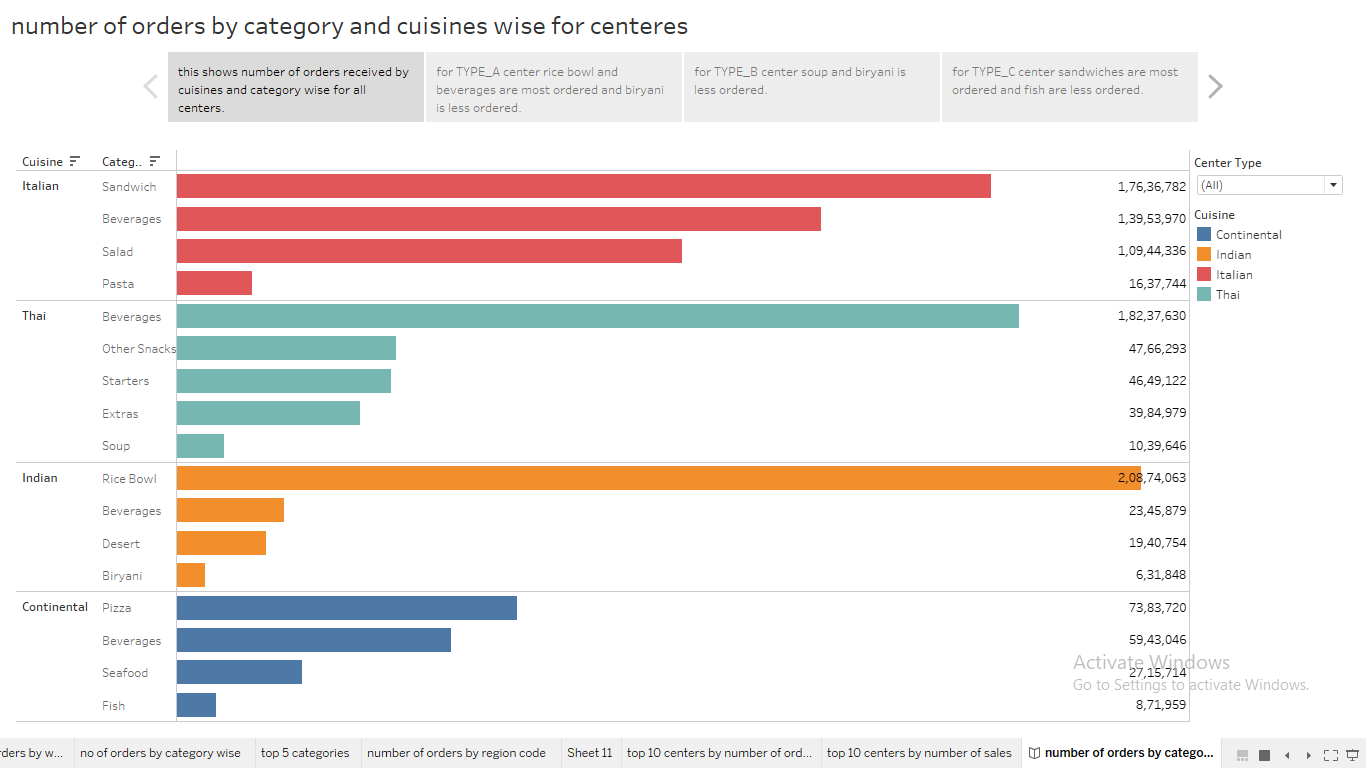 number of orders by category and cuisines wise for centeres
this shows number of orders received by
cuisines and category wise for all
centers.
for TYPE_A center rice bowl and
beverages are most ordered and biryani
is less ordered.
for TYPE_B center soup and biryani is
less ordered.
for TYPE_C center sandwiches are most
ordered and fish are less ordered.
Cuisine Categ..
Italian Sandwich 1,76,36,782
Beverages 1,39,53,970
Salad 1,09,44,336
Pasta 16,37,744
Thai Beverages 1,82,37,630
Other Snacks 47,66,293
Starters 46,49,122
Extras 39,84,979
Soup 10,39,646
Indian Rice Bowl 2,08,74,063
Beverages 23,45,879
Desert 19,40,754
Biryani 6,31,848
Continental Pizza 73,83,720
Beverages 59,43,046
Seafood 27,15,714
Fish 8,71,959
Center Type
(All)
Cuisine
Continental
Indian
Italian
Thai
Activate Windows
Go to Settings to activate Windows.
rders by w... no of orders by category wise top 5 categories number of orders by region code Sheet 11 top 10 centers by number of ord... top 10 centers by number of sales number of orders by catego...